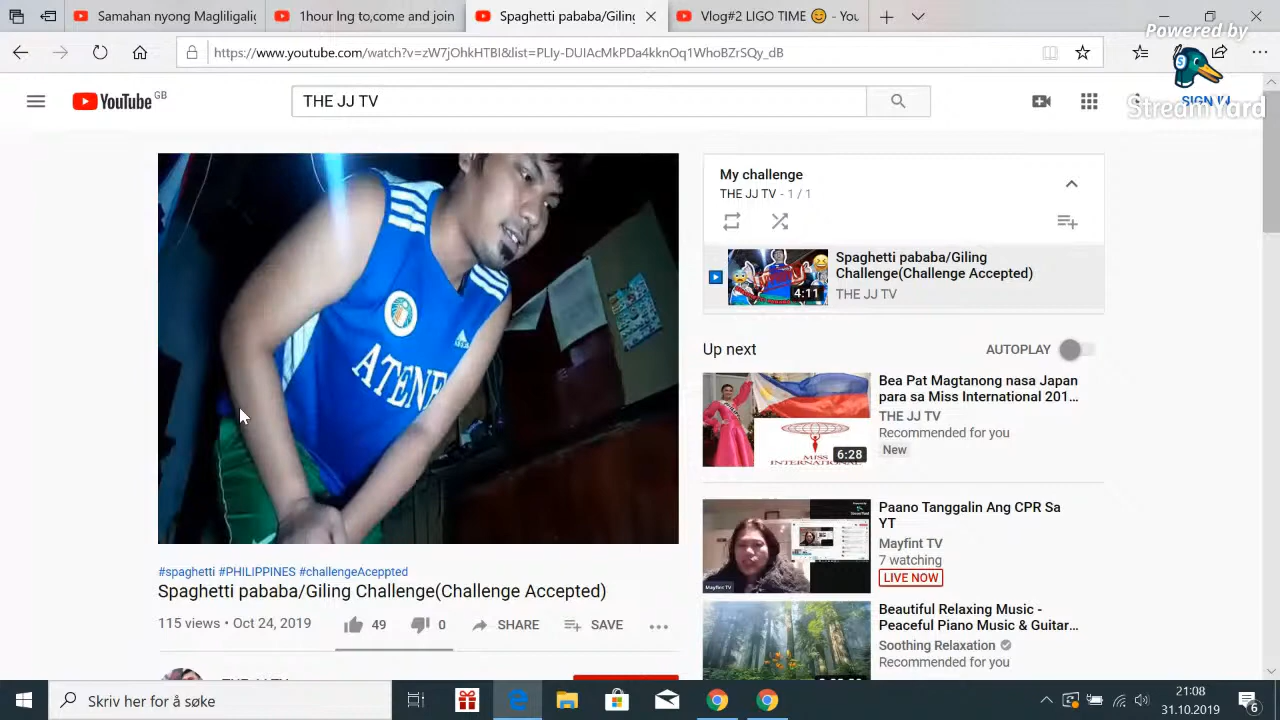 Samahan nyong Magliligalig
1hour lng to,come and join
Spaghetti pababa/Giling
Vlog#2 LIGO TIME 😊 - You
Powered by
https://www.youtube.com/watch?v=zW7jOhkHTBI&list=PLIy-DUIAcMkPDa4kknOq1WhoBZrSQy_dB
YouTube GB
THE JJ TV
SIGN IN
StreamYard
ATENE
My challenge
THE JJ TV - 1 / 1
4:11
Spaghetti pababa/Giling
Challenge(Challenge Accepted)
THE JJ TV
Up next
AUTOPLAY
MISS
INTERNATIONAL
6:28
Bea Pat Magtanong nasa Japan
para sa Miss International 201...
THE JJ TV
Recommended for you
New
Mayfint TV
Paano Tanggalin Ang CPR Sa
YT
Mayfint TV
7 watching
LIVE NOW
Beautiful Relaxing Music -
Peaceful Piano Music & Guitar...
Soothing Relaxation
Recommended for you
#spaghetti #PHILIPPINES #challengeAceppted
Spaghetti pababa/Giling Challenge(Challenge Accepted)
115 views • Oct 24, 2019
49
0
SHARE
SAVE
Skriv her for å søke
21:08
31.10.2019
6